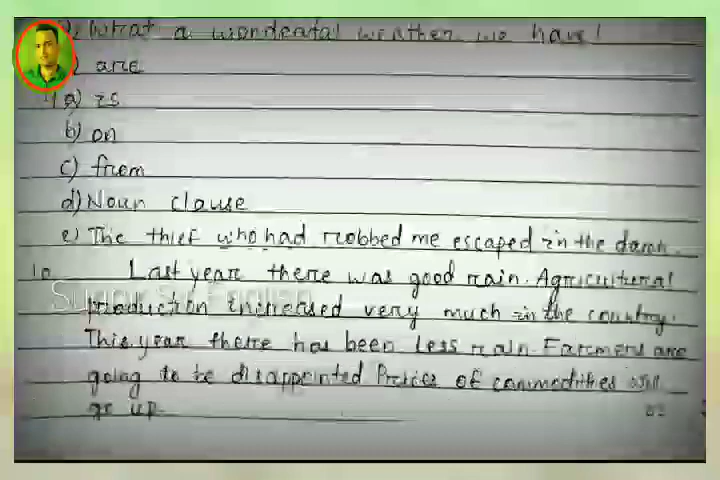 What a wonderatal weather we have!
) are
a) is
b) on
c) from
d) Noun clause
e) The thief who had robbed me escaped in the dark.
10 Last year there was good rain. Agricultural
production increased very much in the country.
This year there has been less rain. Farmers are
going to be disappointed Prices of commodities will
go up